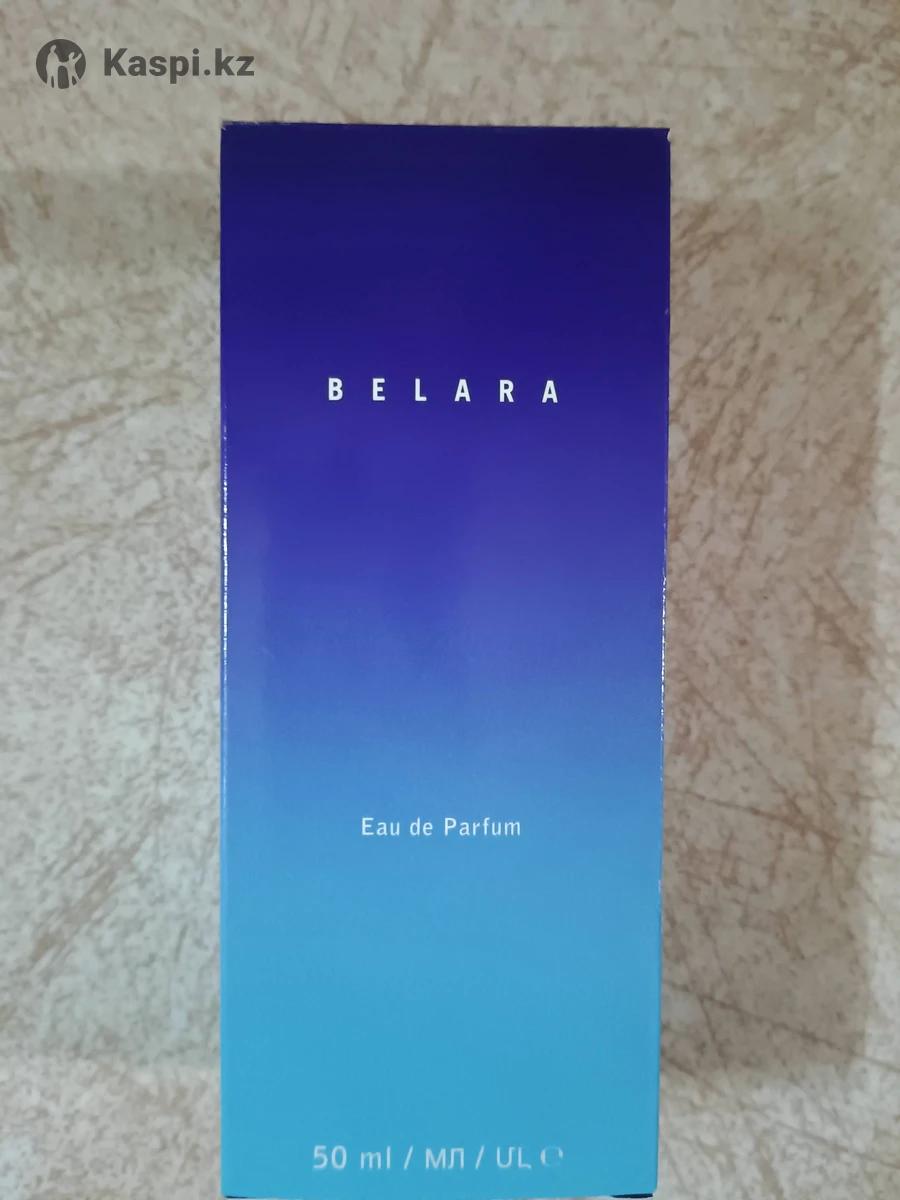 Kaspi.kz
BELARA
Eau de Parfum
50 ml / МЛ / ՄԼ ℮